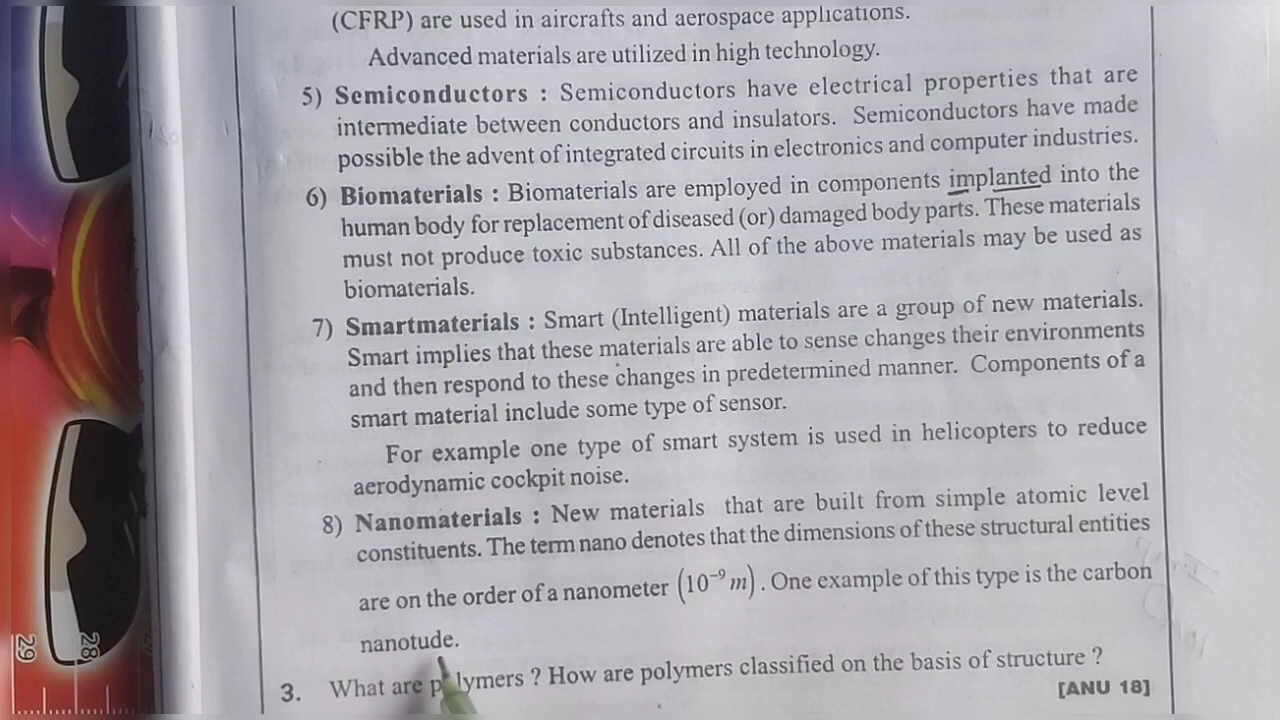 (CFRP) are used in aircrafts and aerospace applications.
Advanced materials are utilized in high technology.
5) Semiconductors : Semiconductors have electrical properties that are
intermediate between conductors and insulators. Semiconductors have made
possible the advent of integrated circuits in electronics and computer industries.
6) Biomaterials : Biomaterials are employed in components implanted into the
human body for replacement of diseased (or) damaged body parts. These materials
must not produce toxic substances. All of the above materials may be used as
biomaterials.
7) Smartmaterials : Smart (Intelligent) materials are a group of new materials.
Smart implies that these materials are able to sense changes their environments
and then respond to these changes in predetermined manner. Components of a
smart material include some type of sensor.
For example one type of smart system is used in helicopters to reduce
aerodynamic cockpit noise.
8) Nanomaterials : New materials that are built from simple atomic level
constituents. The term nano denotes that the dimensions of these structural entities
are on the order of a nanometer (10⁻⁹ m). One example of this type is the carbon
nanotude.
3. What are polymers ? How are polymers classified on the basis of structure ?
[ANU 18]
29
28